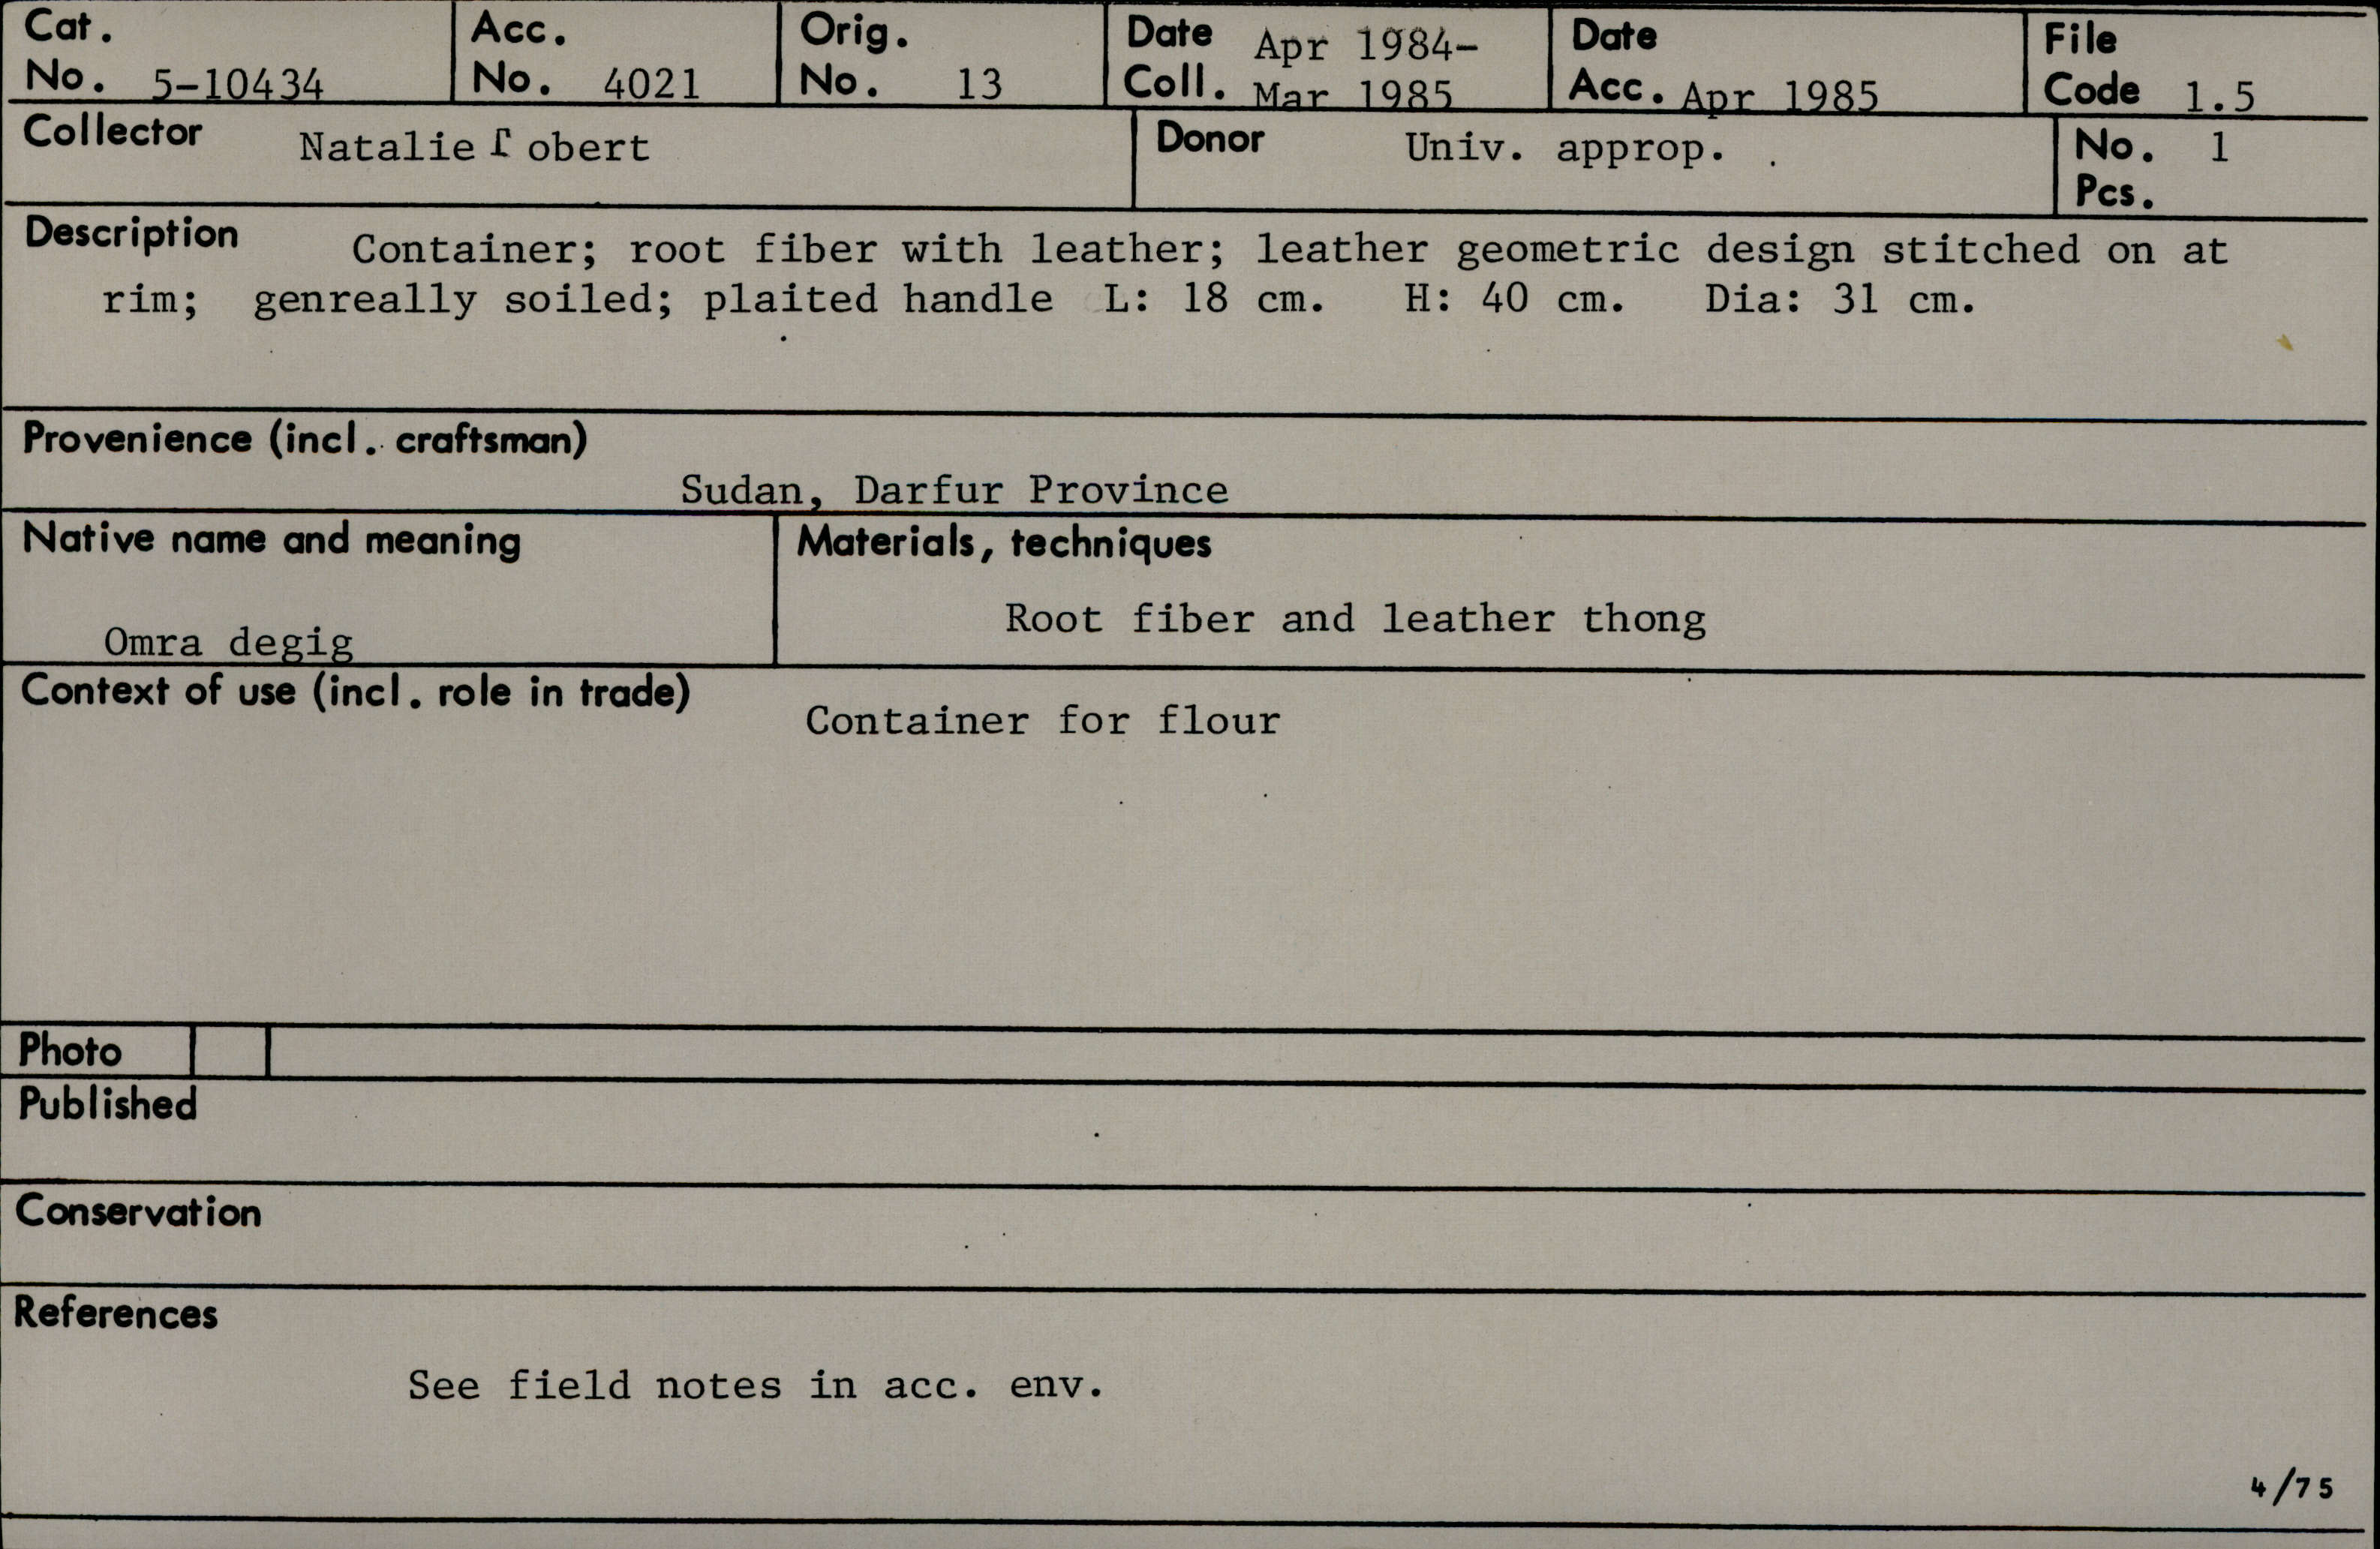 Cat. No. 5-10434
Acc. No. 4021
Orig. No. 13
Date Coll. Apr 1984- Mar 1985
Date Acc. Apr 1985
File Code 1.5
Collector Natalie obert
Donor Univ. approp.
No. Pcs. 1
Description Container; root fiber with leather; leather geometric design stitched on at
rim; genreally soiled; plaited handle L: 18 cm. H: 40 cm. Dia: 31 cm.
Provenience (incl. craftsman)
Sudan, Darfur Province
Native name and meaning
Omra degig
Materials, techniques
Root fiber and leather thong
Context of use (incl. role in trade) Container for flour
Photo
Published
Conservation
References
See field notes in acc. env.
4/75